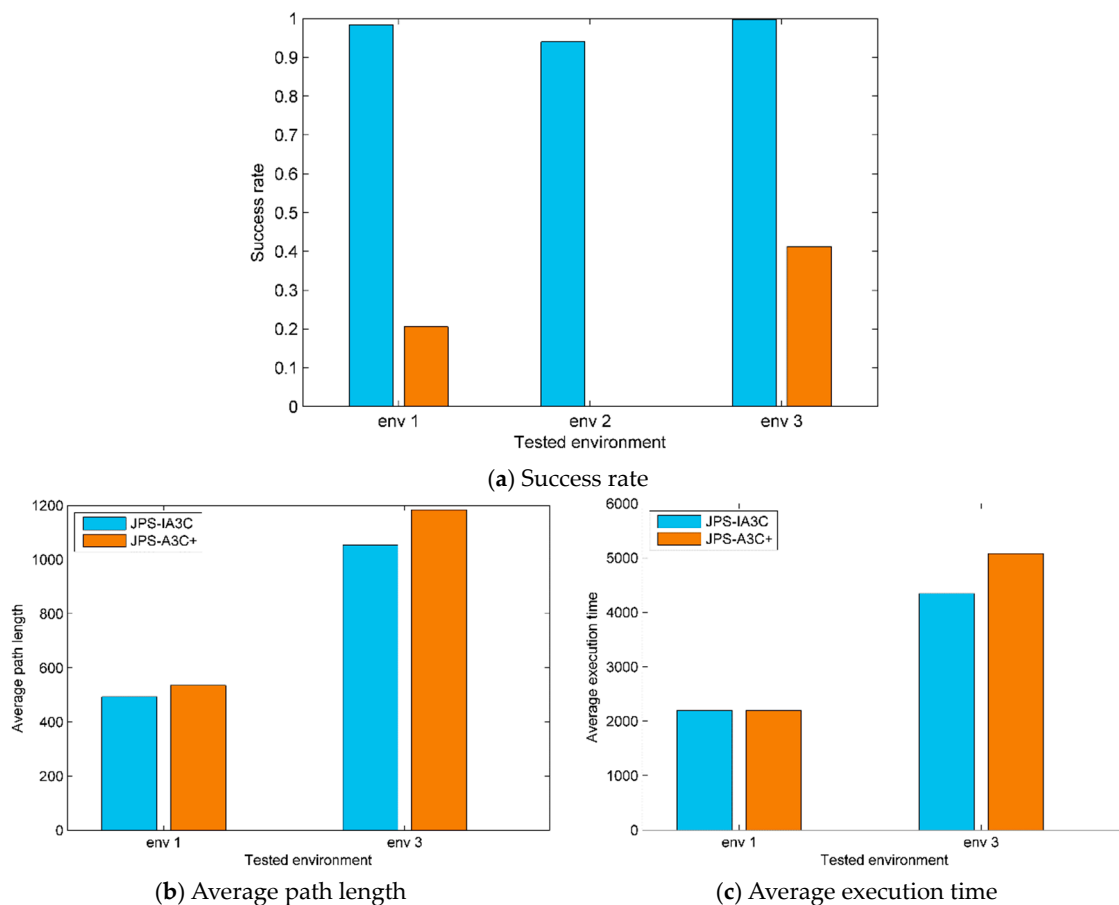 1
0.9
0.8
0.7
0.6
0.5
0.4
0.3
0.2
0.1
0
Success rate
env 1 env 2 env 3
Tested environment
(a) Success rate
1200
1000
800
600
400
200
0
Average path length
JPS-IA3C
JPS-A3C+
env 1 env 3
Tested environment
(b) Average path length
6000
5000
4000
3000
2000
1000
0
Average execution time
JPS-IA3C
JPS-A3C+
env 1 env 3
Tested environment
(c) Average execution time